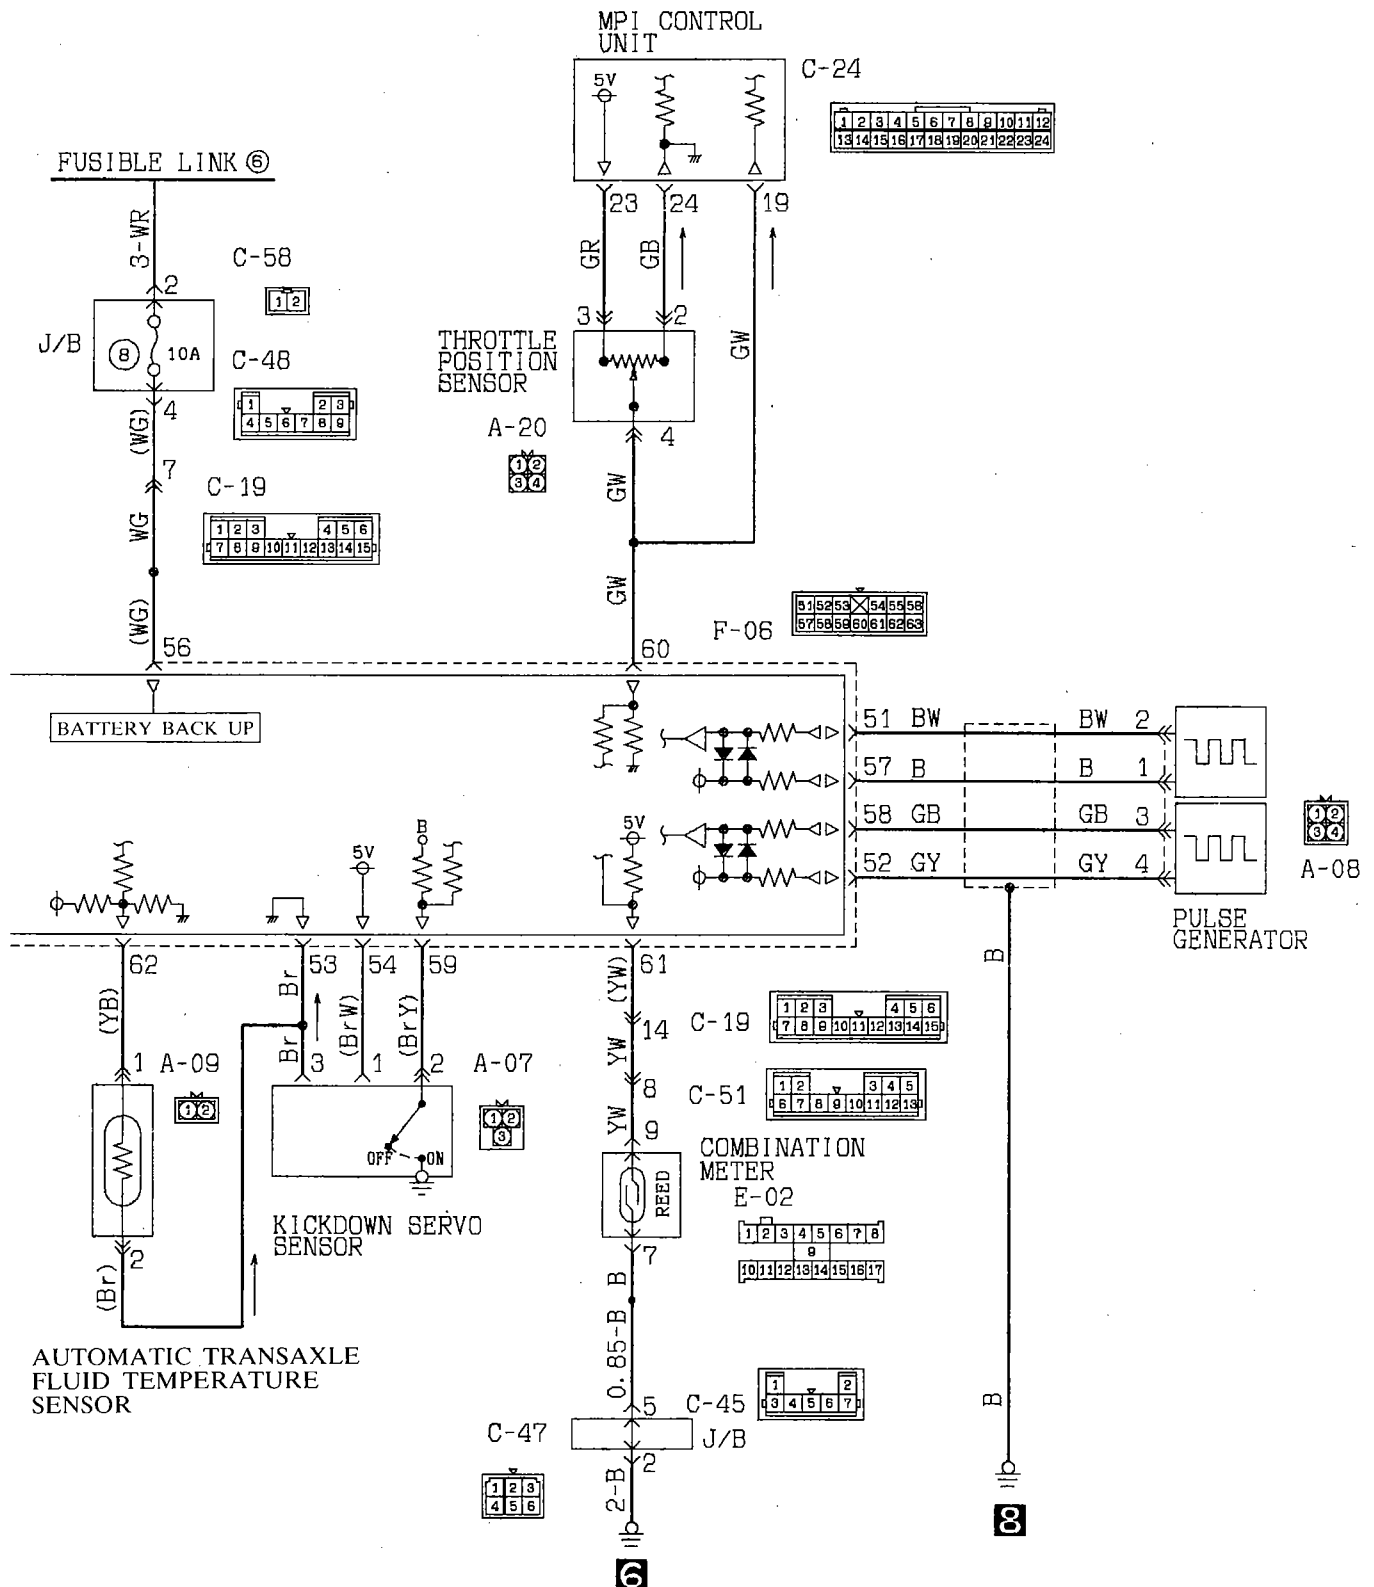 MPI CONTROL
UNIT
C-24
5V
1 2 3 4 5 6 7 8 9 10 11 12
13 14 15 16 17 18 19 20 21 22 23 24
FUSIBLE LINK ⑥
23 24 19
3-WR
C-58
GR GB
2
1 2
3 2
J/B
8 10A
C-48
THROTTLE
POSITION
SENSOR
GW
4
1 2 3
4 5 6 7 8 9
A-20
4
(WG)
7
1 2
3 4
C-19
GW
WG
1 2 3 4 5 6
7 8 9 10 11 12 13 14 15
(WG)
GW
51 52 53 54 55 56
57 58 59 60 61 62 63
F-06
56
60
BATTERY BACK UP
51 BW BW 2
57 B B 1
58 GB GB 3
52 GY GY 4
1 2
3 4
A-08
PULSE
GENERATOR
5V
B
5V
62 53 54 59 61
B
(YB)
Br
(BrW)
(BrY)
(YW)
14
C-19
1 2 3 4 5 6
7 8 9 10 11 12 13 14 15
Br
YW
1 A-09
3 1 2 A-07
8
C-51
1 2 3 4 5
6 7 8 9 10 11 12 13
1 2
1 2
3
YW
9
OFF ON
REED
COMBINATION
METER
E-02
KICKDOWN SERVO
SENSOR
1 2 3 4 5 6 7 8
9
10 11 12 13 14 15 16 17
2
7
(Br)
B
AUTOMATIC TRANSAXLE
FLUID TEMPERATURE
SENSOR
0.85-B
1 2
3 4 5 6 7
5 C-45
C-47
J/B
B
2
1 2 3
4 5 6
2-B
8
6